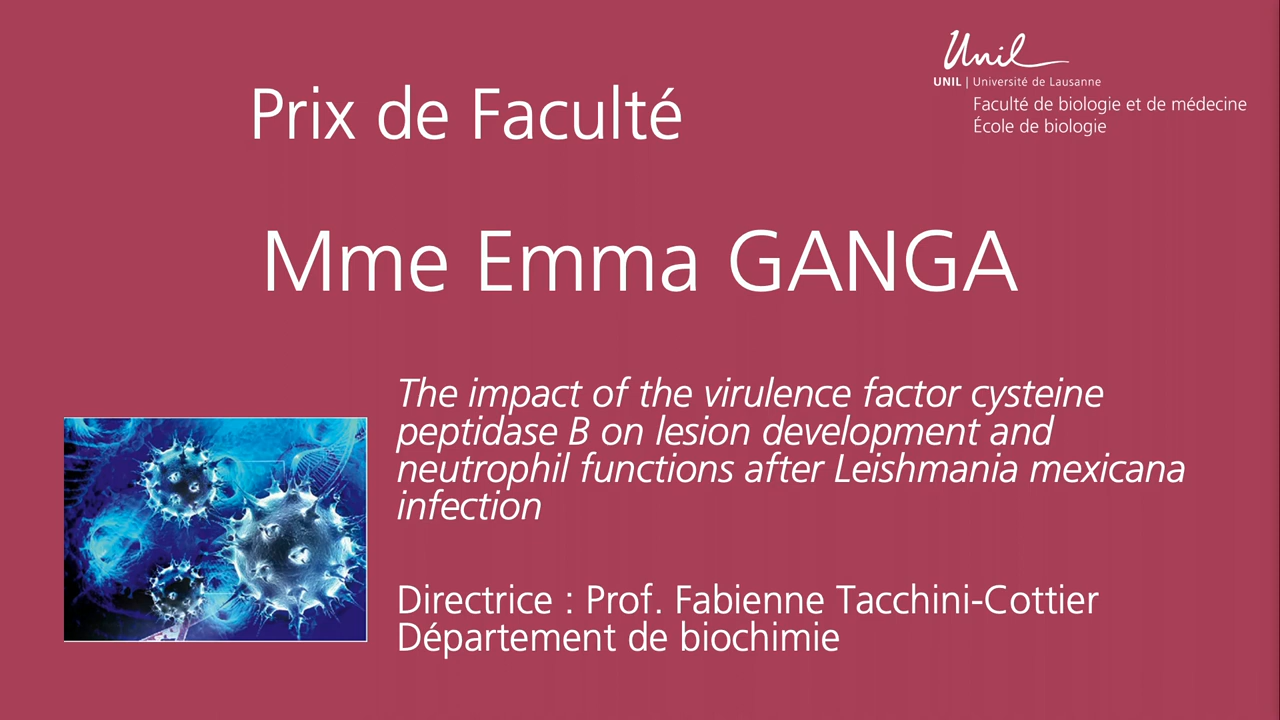 Unil
UNIL | Université de Lausanne
Faculté de biologie et de médecine
École de biologie
Prix de Faculté
Mme Emma GANGA
The impact of the virulence factor cysteine
peptidase B on lesion development and
neutrophil functions after Leishmania mexicana
infection
Directrice : Prof. Fabienne Tacchini-Cottier
Département de biochimie